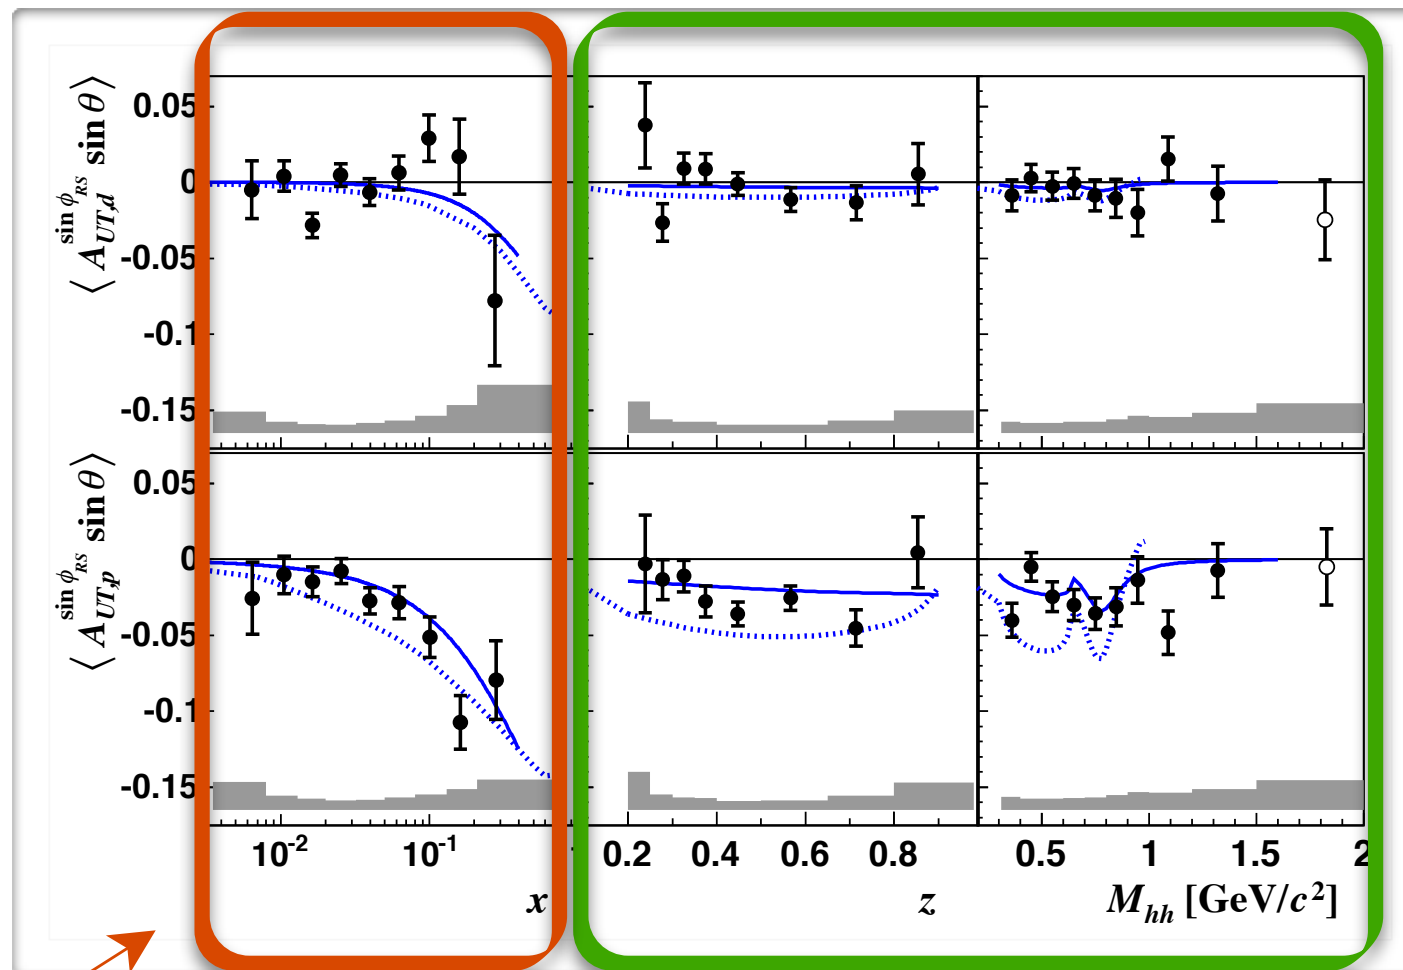 ⟨ A_{UT,d}^{sin ϕ_{RS}} sin θ ⟩
0.05
0
-0.05
-0.1
-0.15
⟨ A_{UT,p}^{sin ϕ_{RS}} sin θ ⟩
0.05
0
-0.05
-0.1
-0.15
10^{-2} 10^{-1} 0.2 0.4 0.6 0.8 0.5 1 1.5 2
x z M_{hh} [GeV/c^2]